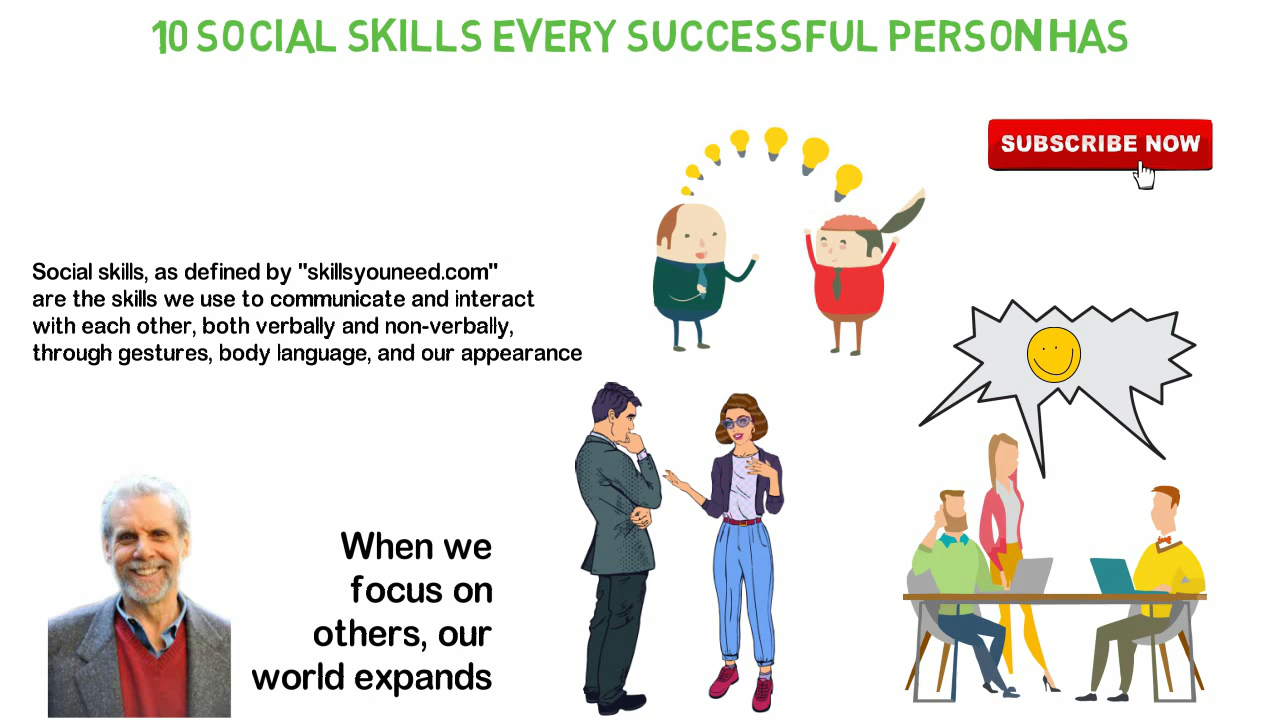 10 SOCIAL SKILLS EVERY SUCCESSFUL PERSON HAS
SUBSCRIBE NOW
Social skills, as defined by "skillsyouneed.com"
are the skills we use to communicate and interact
with each other, both verbally and non-verbally,
through gestures, body language, and our appearance
When we
focus on
others, our
world expands